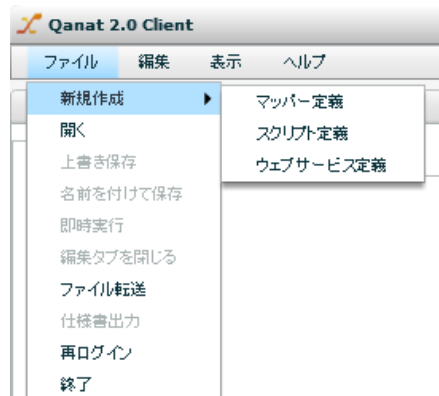 Qanat 2.0 Client
ファイル 編集 表示 ヘルプ
新規作成
マッパー定義
スクリプト定義
ウェブサービス定義
開く
上書き保存
名前を付けて保存
即時実行
編集タブを閉じる
ファイル転送
仕様書出力
再ログイン
終了